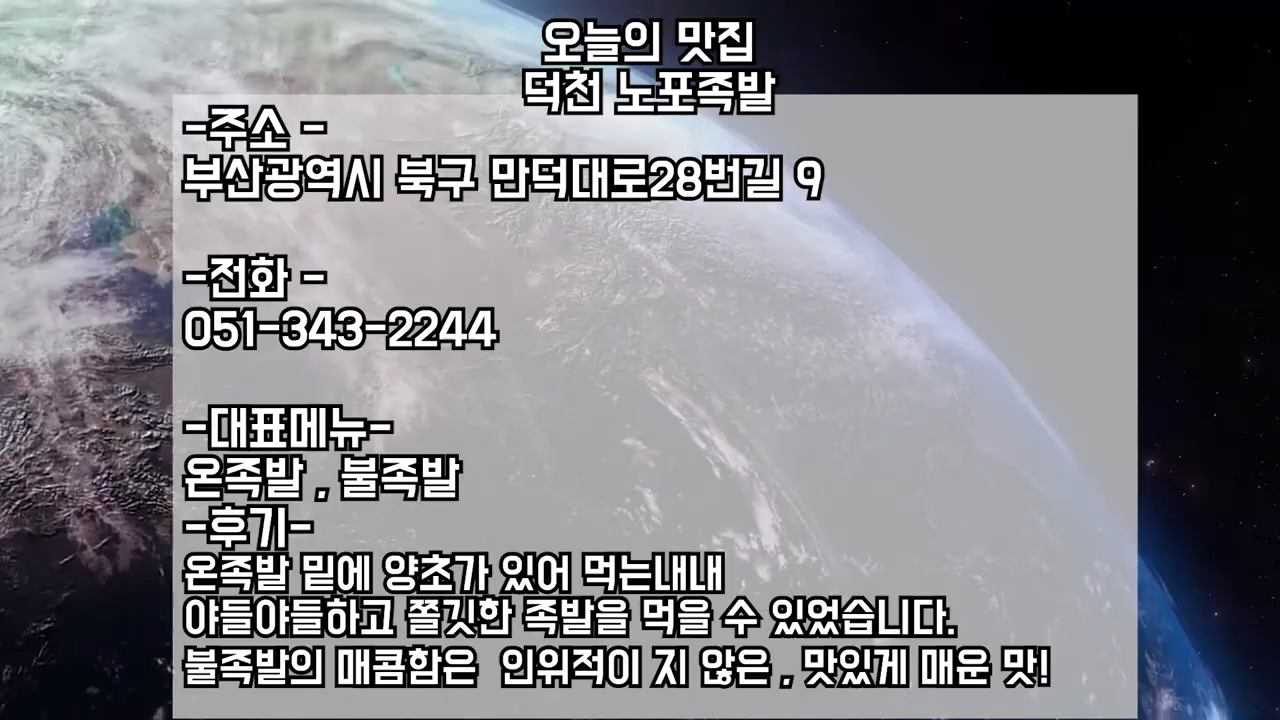 오늘의 맛집
덕천 노포족발
-주소 -
부산광역시 북구 만덕대로28번길 9
-전화 -
051-343-2244
-대표메뉴-
온족발 , 불족발
-후기-
온족발 밑에 양초가 있어 먹는내내
야들야들하고 쫄깃한 족발을 먹을 수 있었습니다.
불족발의 매콤함은  인위적이 지 않은 , 맛있게 매운 맛!